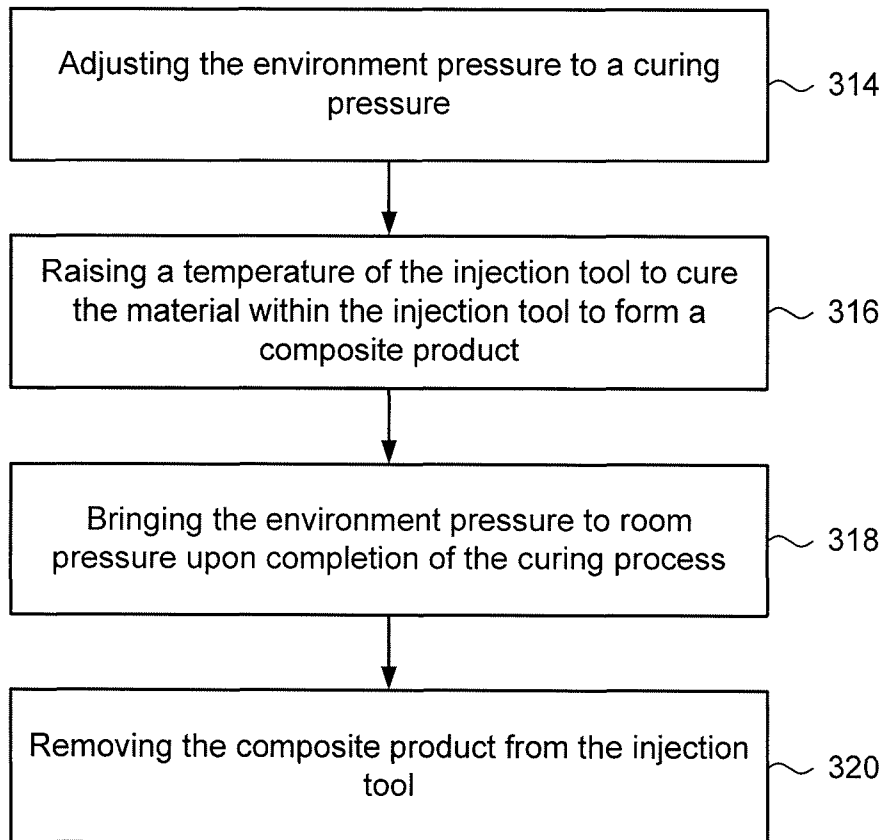 Adjusting the environment pressure to a curing
pressure
314
Raising a temperature of the injection tool to cure
the material within the injection tool to form a
composite product
316
Bringing the environment pressure to room
pressure upon completion of the curing process
318
Removing the composite product from the injection
tool
320